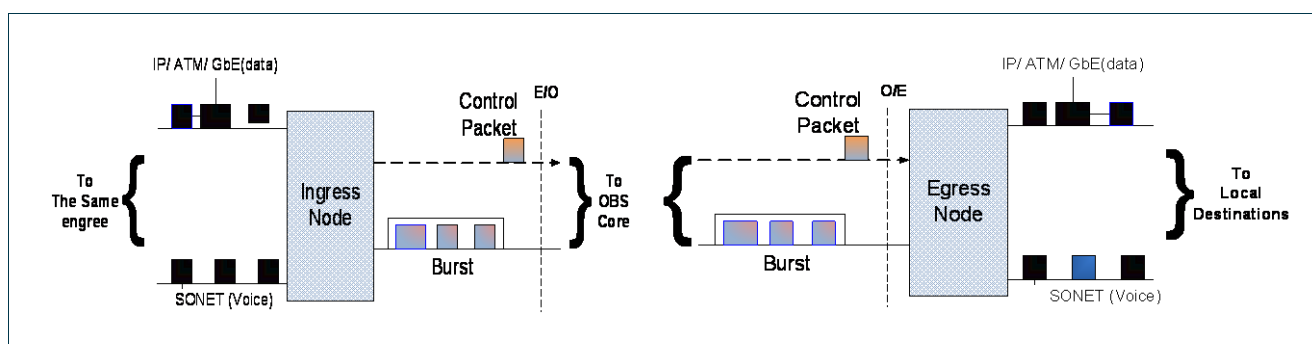 IP/ ATM/ GbE(data)
To
The Same
engree
SONET (Voice)
Ingress
Node
Control
Packet
E/O
Burst
To
OBS
Core
Control
Packet
O/E
Burst
Egress
Node
IP/ ATM/ GbE(data)
To
Local
Destinations
SONET (Voice)